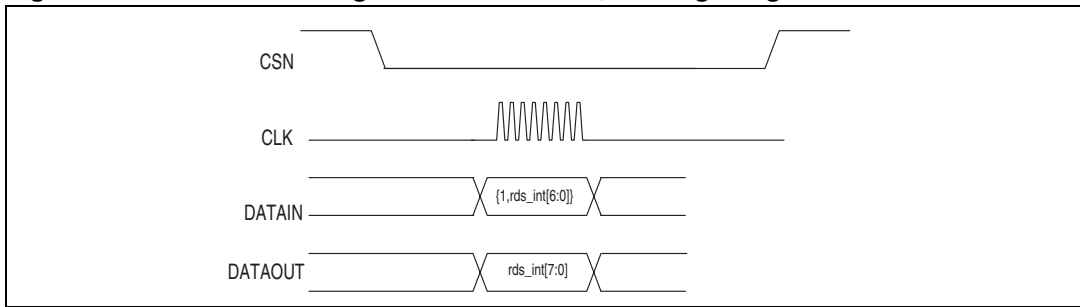 CSN
CLK
{1,rds_int[6:0]}
DATAIN
rds_int[7:0]
DATAOUT